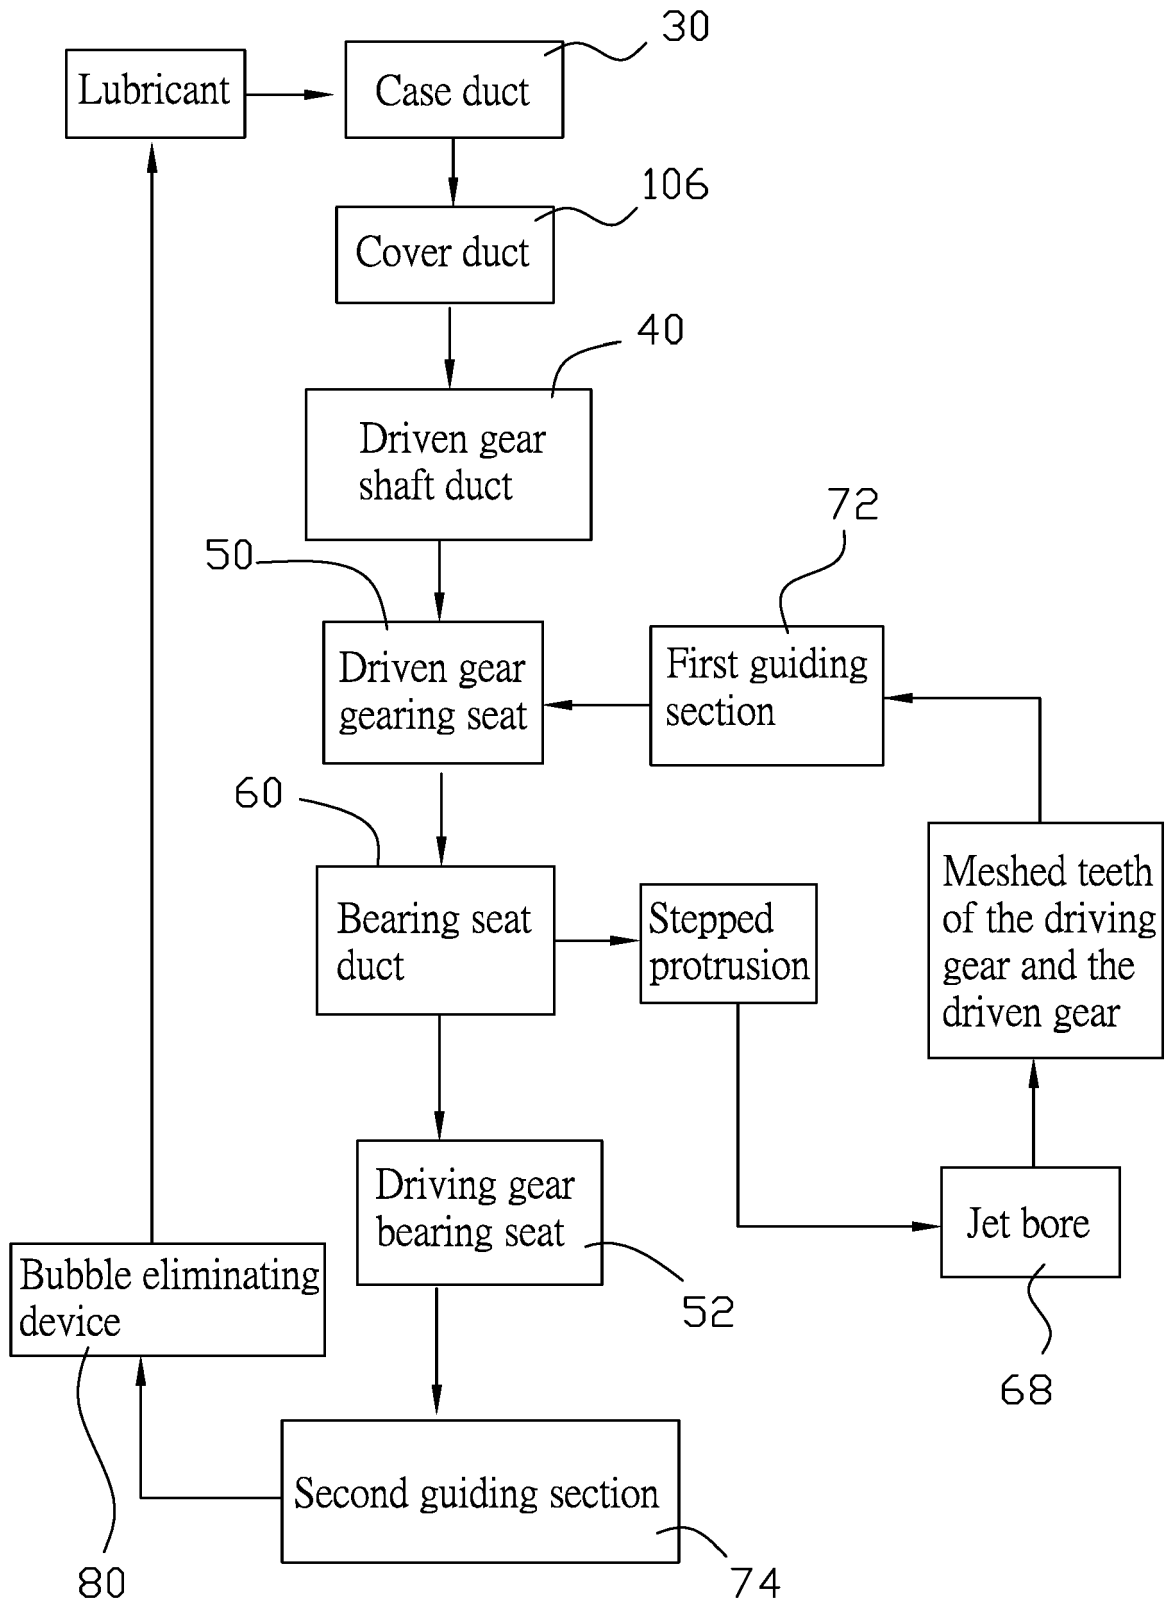 30
Lubricant
Case duct
106
Cover duct
40
Driven gear
shaft duct
72
50
Driven gear
gearing seat
First guiding
section
60
Meshed teeth
of the driving
gear and the
driven gear
Bearing seat
duct
Stepped
protrusion
Driving gear
bearing seat
Jet bore
Bubble eliminating
device
52
68
Second guiding section
80
74